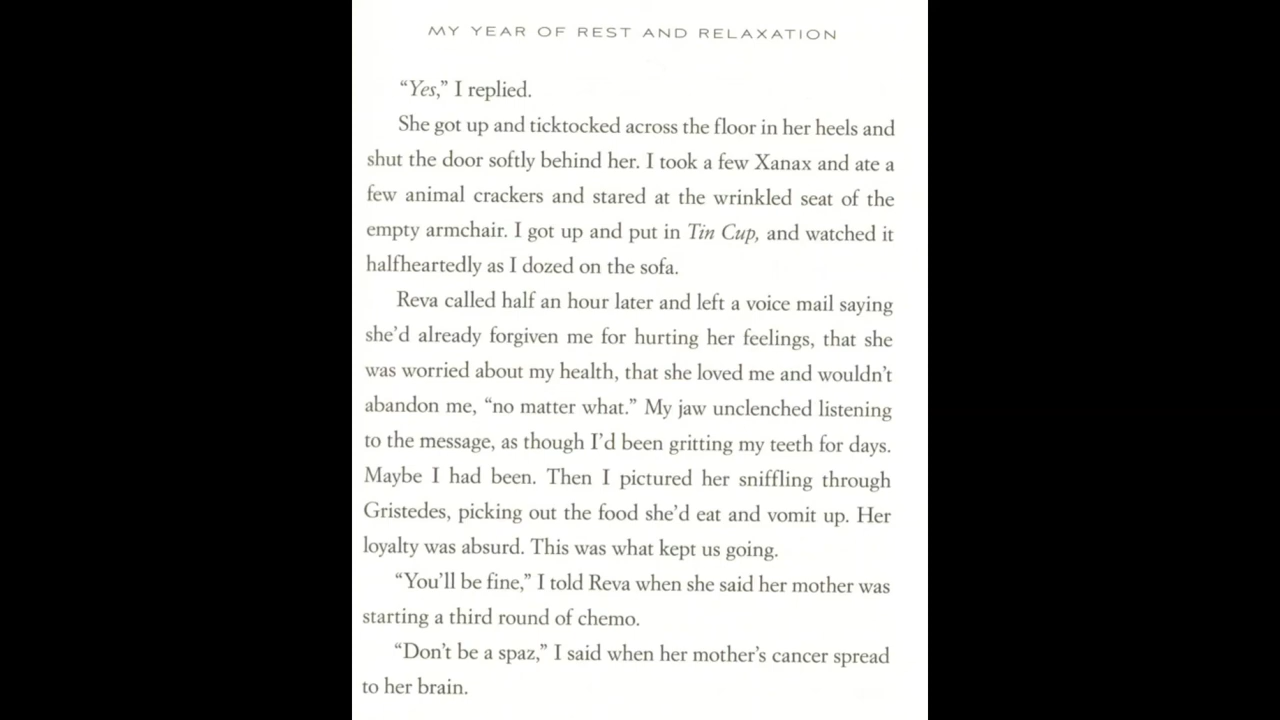 MY YEAR OF REST AND RELAXATION
“Yes,” I replied.
She got up and ticktocked across the floor in her heels and
shut the door softly behind her. I took a few Xanax and ate a
few animal crackers and stared at the wrinkled seat of the
empty armchair. I got up and put in Tin Cup, and watched it
halfheartedly as I dozed on the sofa.
Reva called half an hour later and left a voice mail saying
she’d already forgiven me for hurting her feelings, that she
was worried about my health, that she loved me and wouldn’t
abandon me, “no matter what.” My jaw unclenched listening
to the message, as though I’d been gritting my teeth for days.
Maybe I had been. Then I pictured her sniffling through
Gristedes, picking out the food she’d eat and vomit up. Her
loyalty was absurd. This was what kept us going.
“You’ll be fine,” I told Reva when she said her mother was
starting a third round of chemo.
“Don’t be a spaz,” I said when her mother’s cancer spread
to her brain.